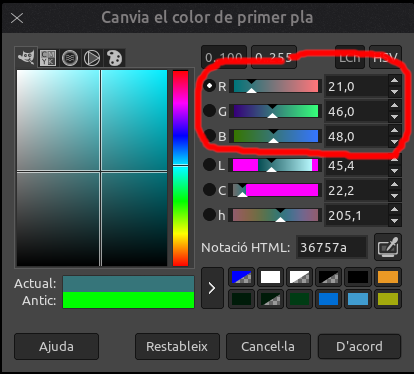 Canvia el color de primer pla
0..100 0..255 LCh HSV
R 21,0
G 46,0
B 48,0
L 45,4
C 22,2
h 205,1
Notació HTML: 36757a
Actual:
Antic:
Ajuda Restableix Cancel·la D'acord